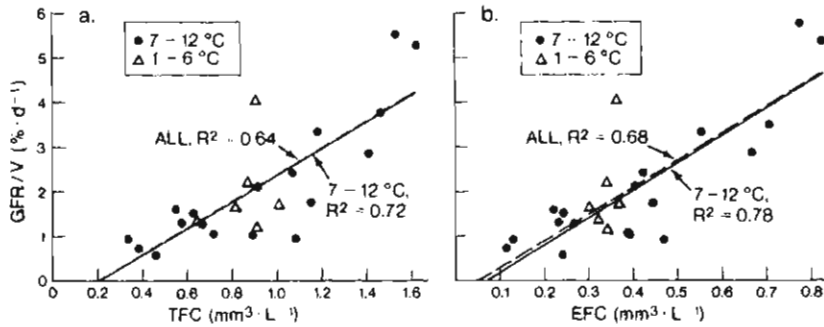 a.
● 7 – 12 °C
△ 1 – 6 °C
ALL, R² = 0.64
7 – 12 °C,
R² = 0.72
GFR/V (%·d⁻¹)
6
5
4
3
2
1
0
0 0.2 0.4 0.6 0.8 1.0 1.2 1.4 1.6
TFC (mm³·L⁻¹)
b.
● 7 – 12 °C
△ 1 – 6 °C
ALL, R² = 0.68
7 – 12 °C,
R² = 0.78
0.1 0.2 0.3 0.4 0.5 0.6 0.7 0.8
EFC (mm³·L⁻¹)